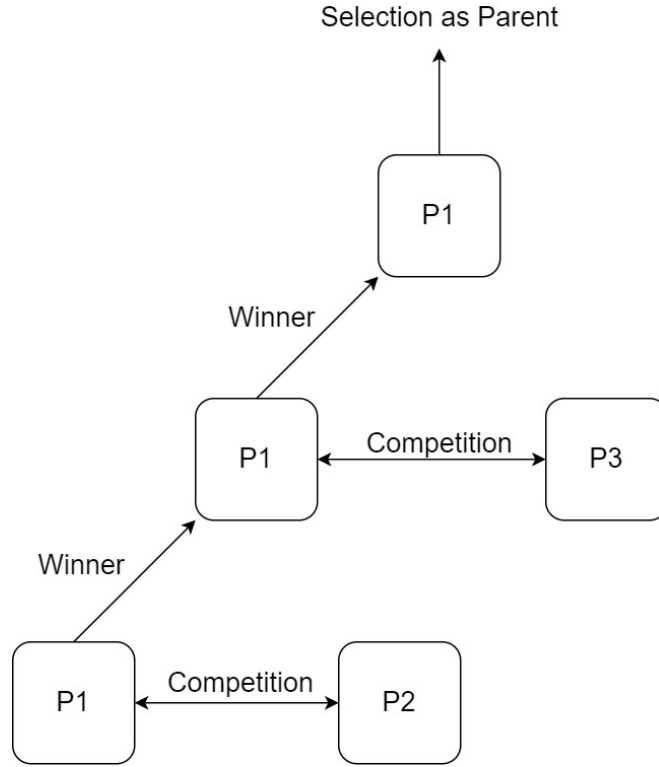 Selection as Parent
P1
Winner
P1
Competition
P3
Winner
P1
Competition
P2